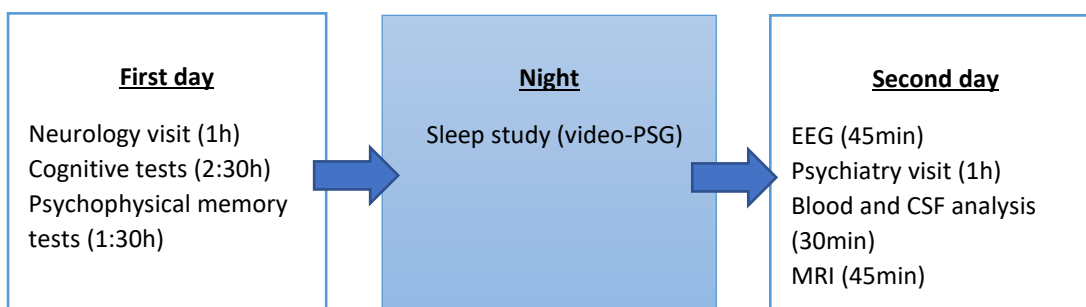 First day
Neurology visit (1h)
Cognitive tests (2:30h)
Psychophysical memory
tests (1:30h)
Night
Sleep study (video-PSG)
Second day
EEG (45min)
Psychiatry visit (1h)
Blood and CSF analysis
(30min)
MRI (45min)